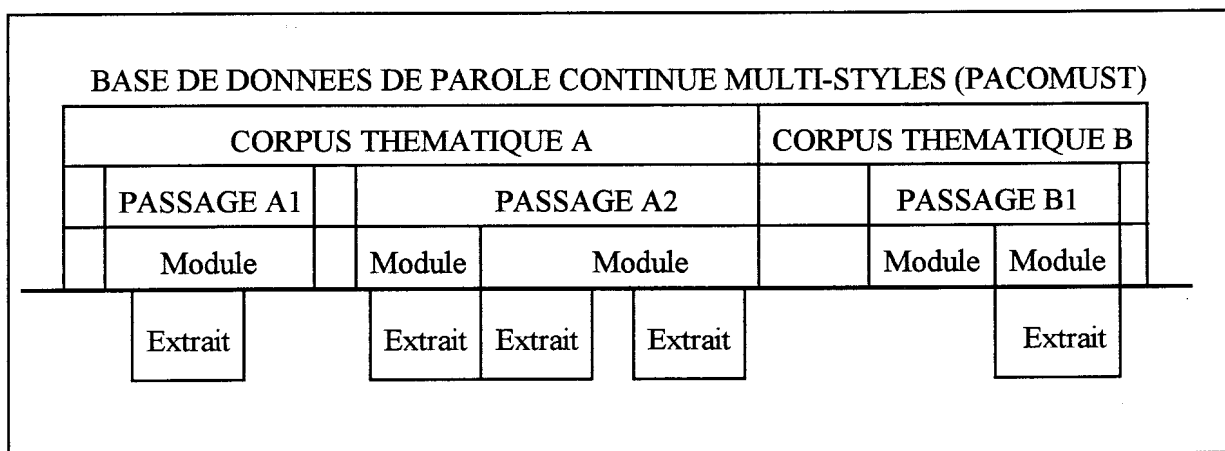 BASE DE DONNEES DE PAROLE CONTINUE MULTI-STYLES (PACOMUST)
CORPUS THEMATIQUE A CORPUS THEMATIQUE B
PASSAGE A1 PASSAGE A2 PASSAGE B1
Module Module Module Module Module
Extrait Extrait Extrait Extrait Extrait